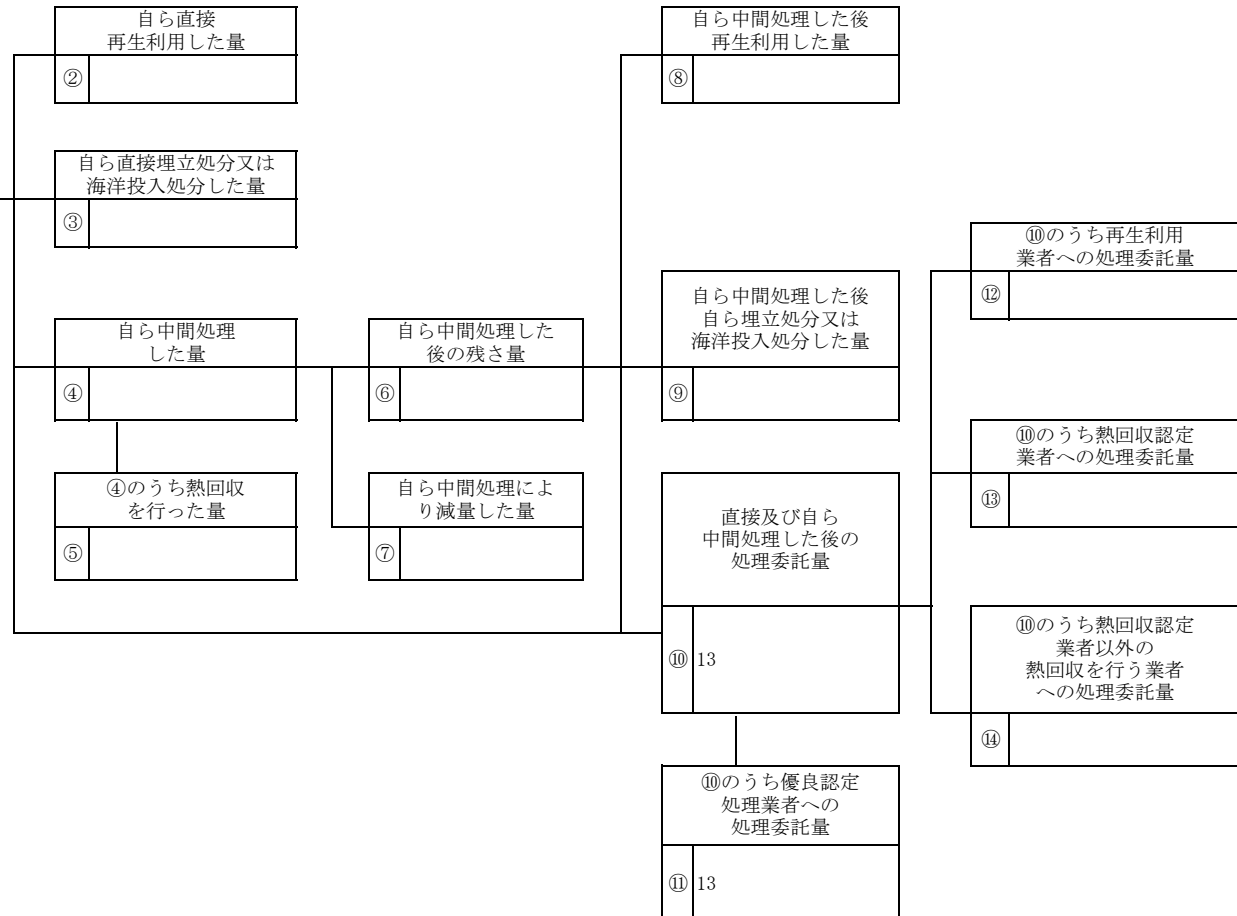 自ら直接
再生利用した量
②
自ら中間処理した後
再生利用した量
⑧
自ら直接埋立処分又は
海洋投入処分した量
③
⑩のうち再生利用
業者への処理委託量
⑫
自ら中間処理
した量
④
自ら中間処理した
後の残さ量
⑥
自ら中間処理した後
自ら埋立処分又は
海洋投入処分した量
⑨
⑩のうち熱回収認定
業者への処理委託量
⑬
④のうち熱回収
を行った量
⑤
自ら中間処理によ
り減量した量
⑦
直接及び自ら
中間処理した後の
処理委託量
⑩ 13
⑩のうち熱回収認定
業者以外の
熱回収を行う業者
への処理委託量
⑭
⑩のうち優良認定
処理業者への
処理委託量
⑪ 13